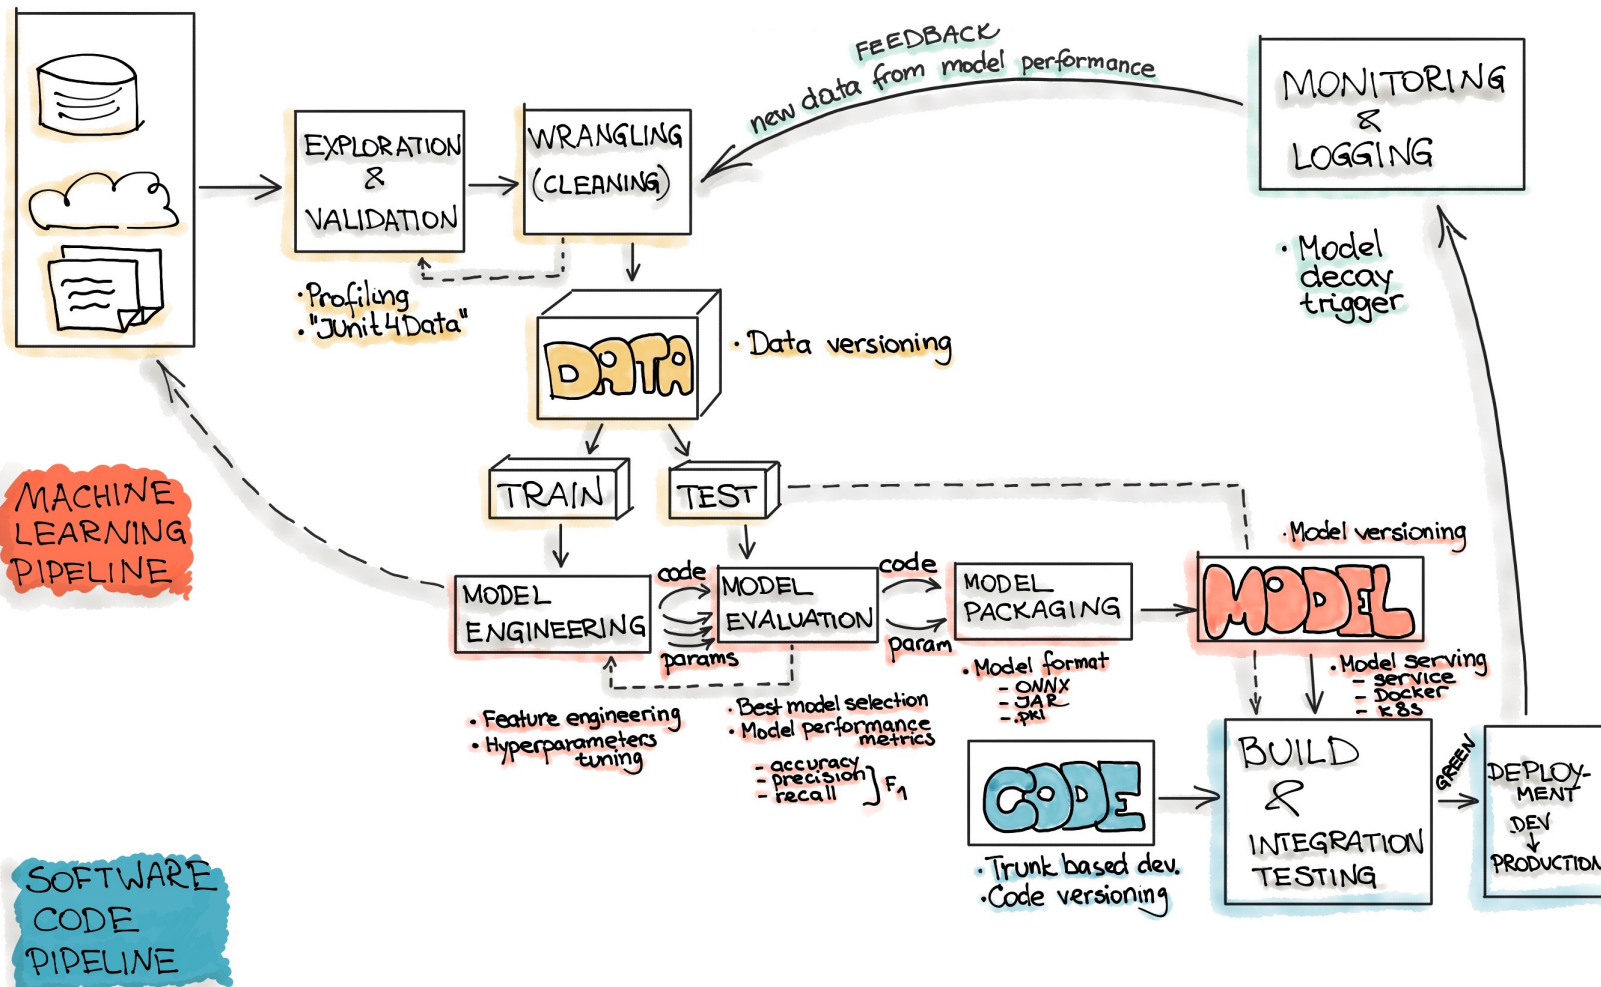 FEEDBACK
new data from model performance
MONITORING
&
LOGGING
• Model
decay
trigger
EXPLORATION
&
VALIDATION
• Profiling
• "JUnit4Data"
WRANGLING
(CLEANING)
DATA
• Data versioning
TRAIN
TEST
MACHINE
LEARNING
PIPELINE
MODEL
ENGINEERING
• Feature engineering
• Hyperparameters
tuning
code
params
MODEL
EVALUATION
• Best model selection
• Model performance
metrics
- accuracy
- precision
- recall
F1
code
param
MODEL
PACKAGING
• Model format
- ONNX
- JAR
- .pkl
• Model versioning
MODEL
• Model serving
- service
- Docker
- K8s
CODE
• Trunk based dev.
• Code versioning
BUILD
&
INTEGRATION
TESTING
GREEN
DEPLOY-
MENT
DEV
↓
PRODUCTION
SOFTWARE
CODE
PIPELINE